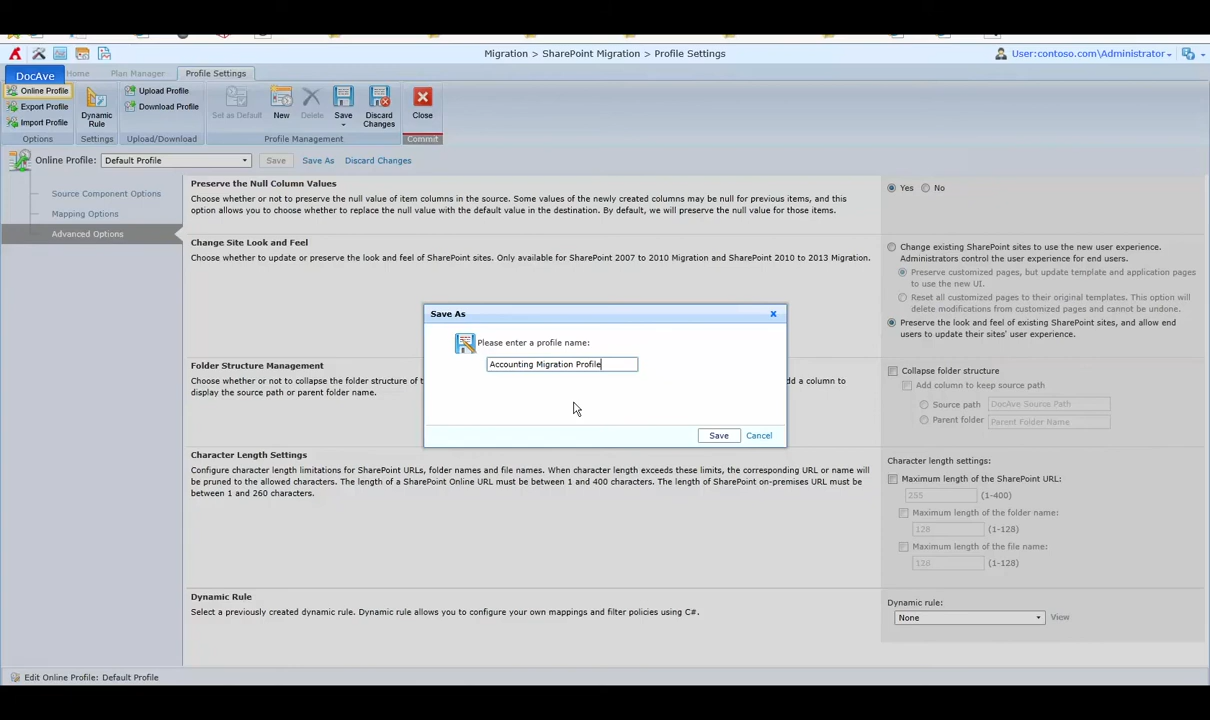 Migration > SharePoint Migration > Profile Settings
User:contoso.com\Administrator
DocAve
Home
Plan Manager
Profile Settings
Online Profile
Export Profile
Import Profile
Options
Dynamic
Rule
Settings
Upload Profile
Download Profile
Upload/Download
Set as Default
New
Delete
Save
Discard
Changes
Profile Management
Close
Commit
Online Profile:
Default Profile
Save
Save As
Discard Changes
Source Component Options
Mapping Options
Advanced Options
Preserve the Null Column Values
Choose whether or not to preserve the null value of item columns in the source. Some values of the newly created columns may be null for previous items, and this
option allows you to choose whether to replace the null value with the default value in the destination. By default, we will preserve the null value for those items.
Yes
No
Change Site Look and Feel
Choose whether to update or preserve the look and feel of SharePoint sites. Only available for SharePoint 2007 to 2010 Migration and SharePoint 2010 to 2013 Migration.
Change existing SharePoint sites to use the new user experience.
Administrators control the user experience for end users.
Preserve customized pages, but update template and application pages
to use the new UI.
Reset all customized pages to their original templates. This option will
delete modifications from customized pages and cannot be undone.
Preserve the look and feel of existing SharePoint sites, and allow end
users to update their sites' user experience.
Save As
Please enter a profile name:
Accounting Migration Profile
Save
Cancel
Folder Structure Management
Choose whether or not to collapse the folder structure of t
dd a column to
display the source path or parent folder name.
Collapse folder structure
Add column to keep source path
Source path
DocAve Source Path
Parent folder
Parent Folder Name
Character Length Settings
Configure character length limitations for SharePoint URLs, folder names and file names. When character length exceeds these limits, the corresponding URL or name will
be pruned to the allowed characters. The length of a SharePoint Online URL must be between 1 and 400 characters. The length of SharePoint on-premises URL must be
between 1 and 260 characters.
Character length settings:
Maximum length of the SharePoint URL:
255
(1-400)
Maximum length of the folder name:
128
(1-128)
Maximum length of the file name:
128
(1-128)
Dynamic Rule
Select a previously created dynamic rule. Dynamic rule allows you to configure your own mappings and filter policies using C#.
Dynamic rule:
None
View
Edit Online Profile: Default Profile